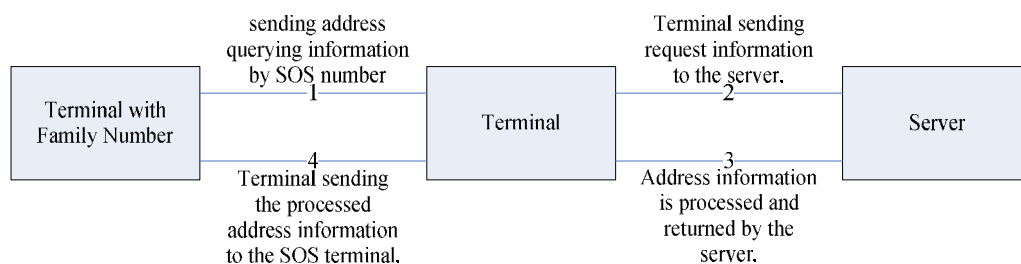 sending address
querying information
by SOS number
1
Terminal sending
request information
to the server.
2
Terminal with
Family Number
Terminal
Server
4
Terminal sending
the processed
address information
to the SOS terminal.
3
Address information
is processed and
returned by the
server.